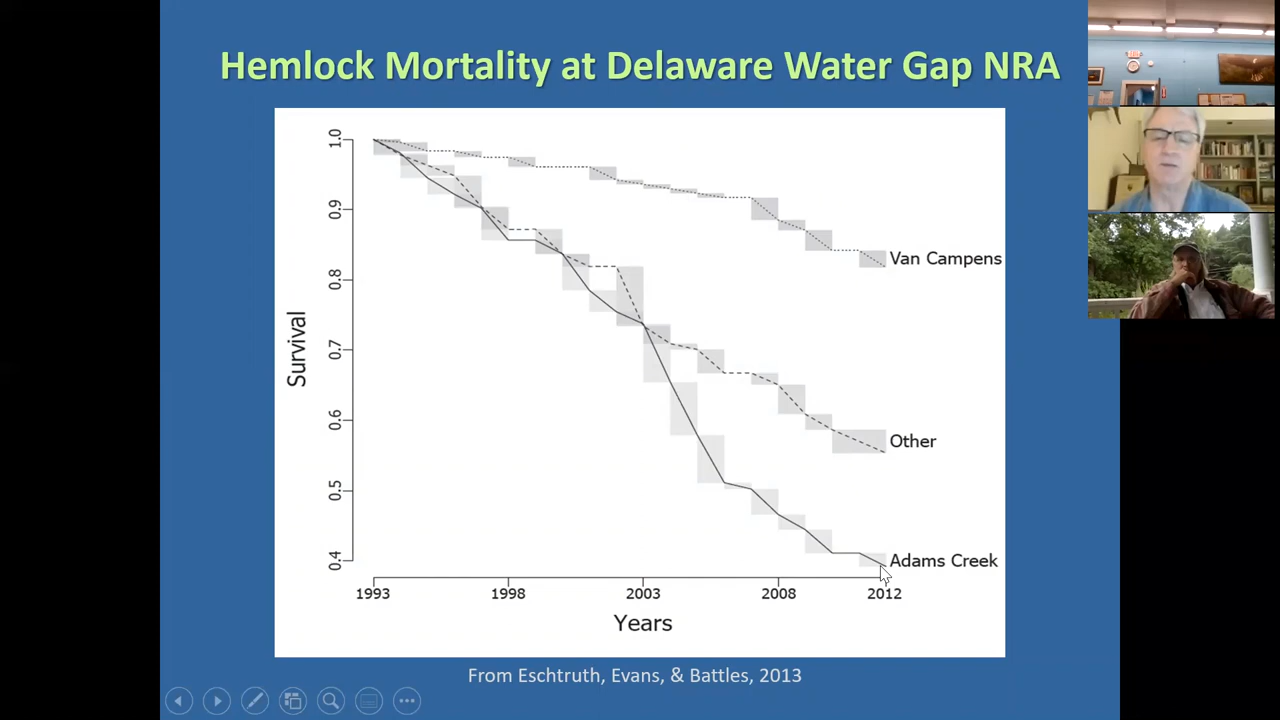 Hemlock Mortality at Delaware Water Gap NRA
1.0
0.9
0.8
0.7
0.6
0.5
0.4
Survival
Van Campens
Other
Adams Creek
1993 1998 2003 2008 2012
Years
From Eschtruth, Evans, & Battles, 2013